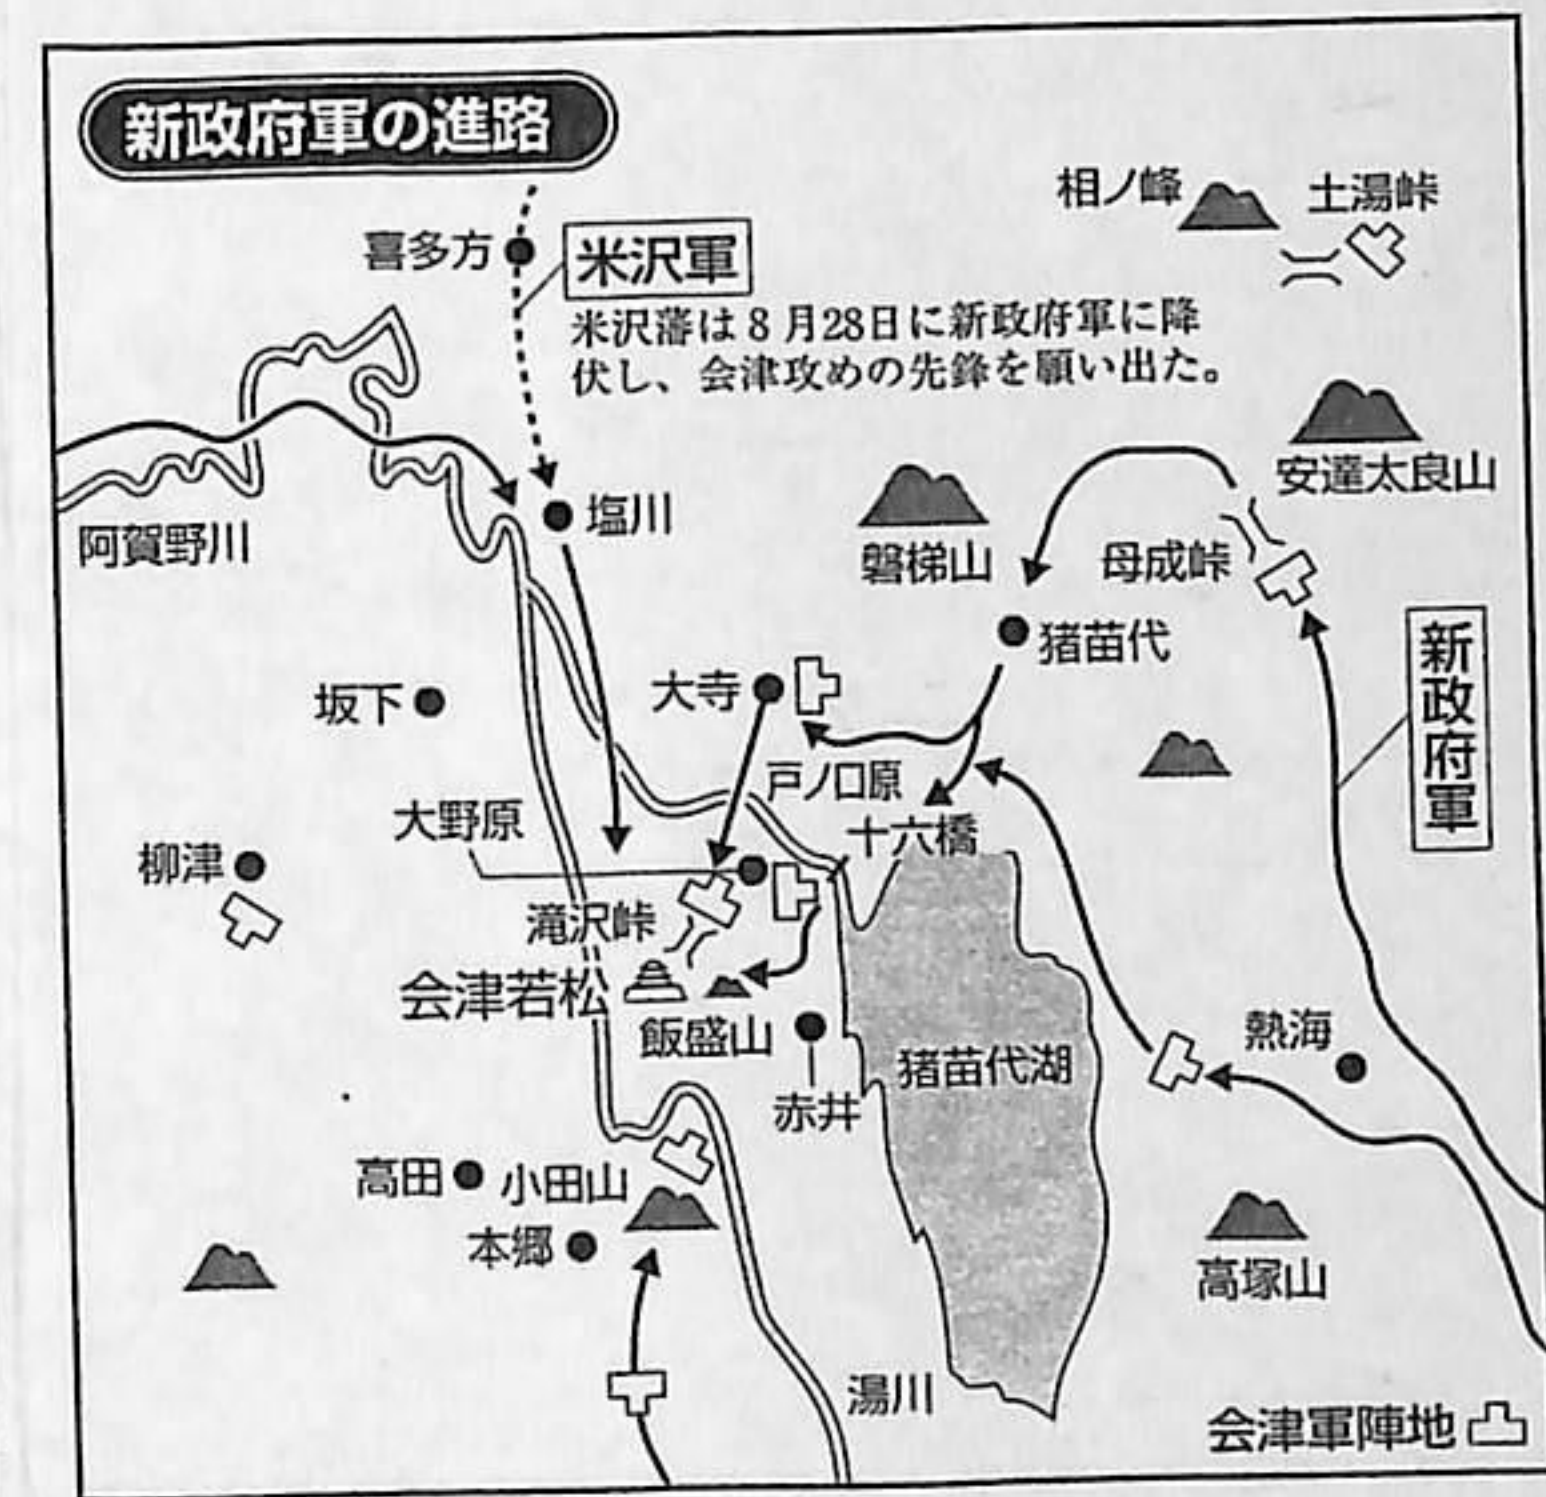 新政府軍の進路
相ノ峰
土湯峠
喜多方
米沢軍
米沢藩は8月28日に新政府軍に降
伏し、会津攻めの先鋒を願い出た。
安達太良山
阿賀野川
塩川
磐梯山
母成峠
猪苗代
新政府軍
坂下
大寺
戸ノ口原
大野原
十六橋
柳津
滝沢峠
会津若松
飯盛山
赤井
猪苗代湖
熱海
高田
小田山
本郷
高塚山
湯川
会津軍陣地